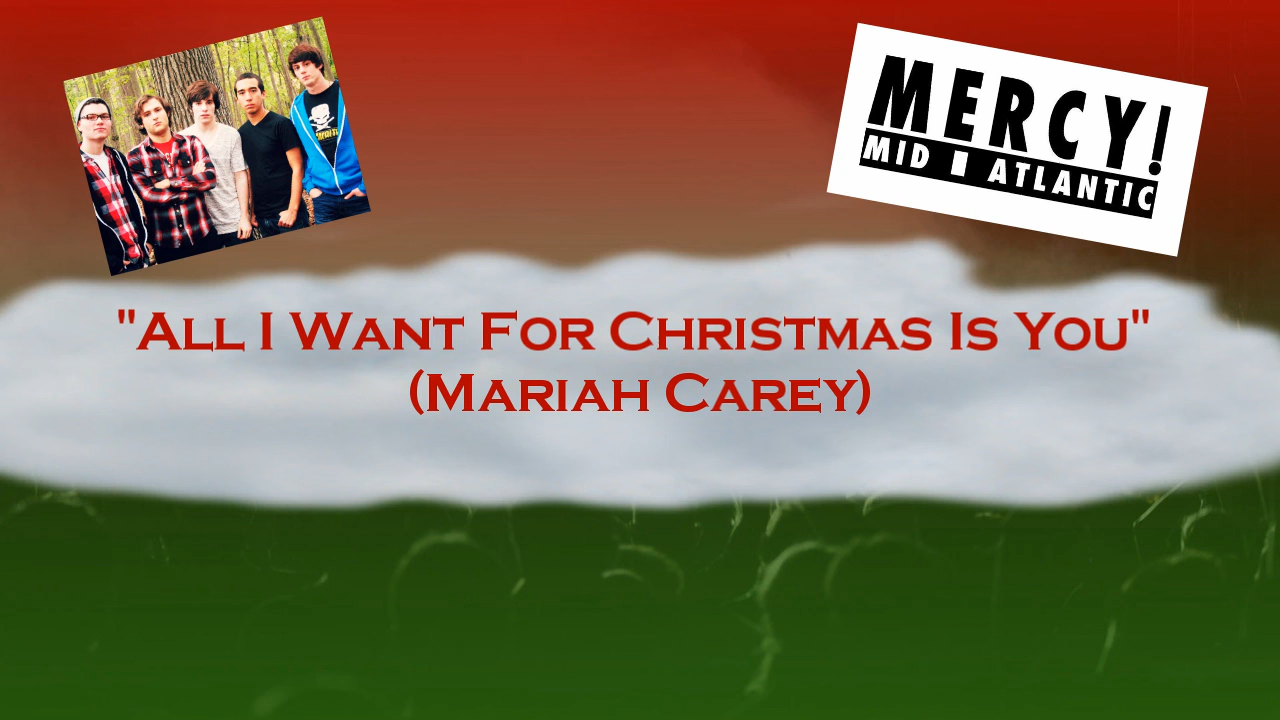 MERCY!
MID ▮ ATLANTIC
"All I Want For Christmas Is You"
(Mariah Carey)